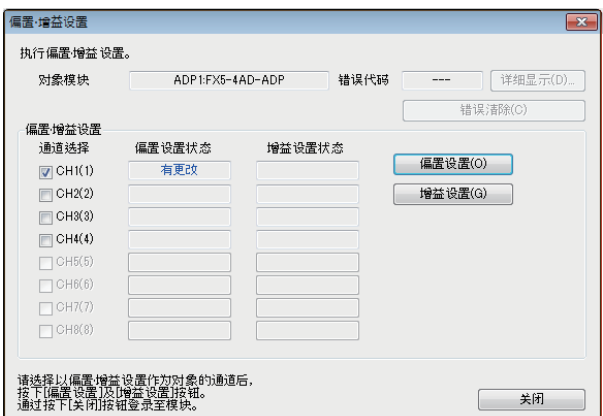 偏置·增益设置
执行偏置·增益设置。
对象模块 ADP1:FX5-4AD-ADP 错误代码 --- 详细显示(D)...
错误清除(C)
偏置·增益设置
通道选择 偏置设置状态 增益设置状态
CH1(1) 有更改 偏置设置(O)
CH2(2) 增益设置(G)
CH3(3)
CH4(4)
CH5(5)
CH6(6)
CH7(7)
CH8(8)
请选择以偏置·增益设置作为对象的通道后,
按下[偏置设置]及[增益设置]按钮。
通过按下[关闭]按钮登录至模块。
关闭